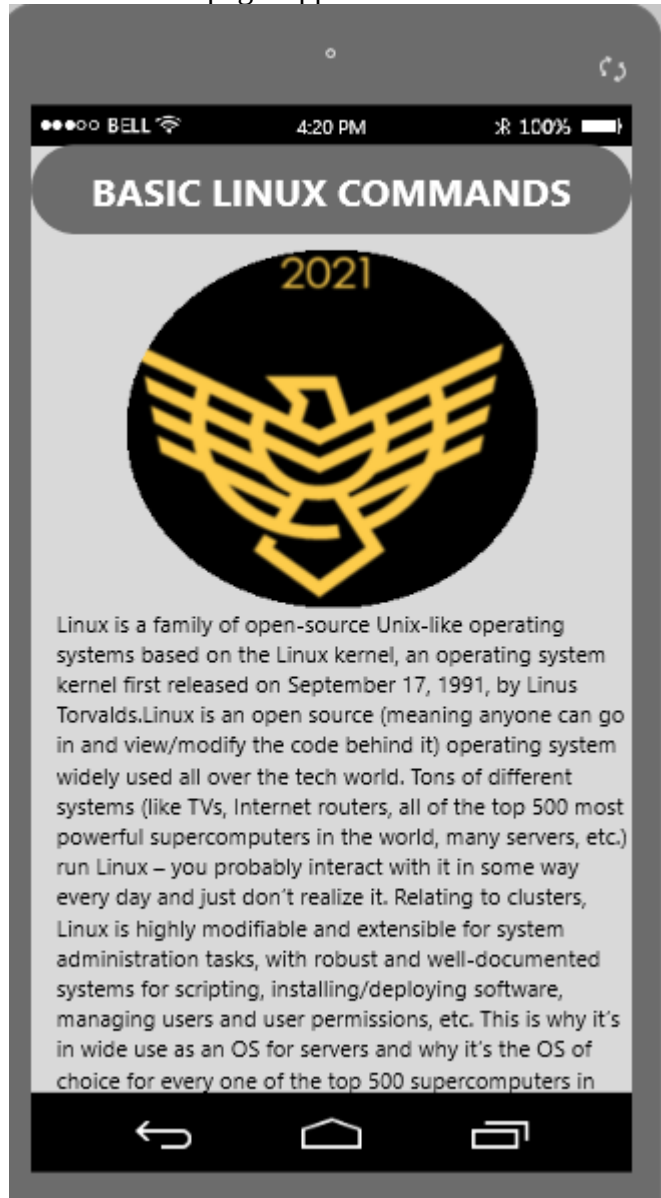 BELL 4:20 PM 100%
BASIC LINUX COMMANDS
2021
Linux is a family of open-source Unix-like operating
systems based on the Linux kernel, an operating system
kernel first released on September 17, 1991, by Linus
Torvalds.Linux is an open source (meaning anyone can go
in and view/modify the code behind it) operating system
widely used all over the tech world. Tons of different
systems (like TVs, Internet routers, all of the top 500 most
powerful supercomputers in the world, many servers, etc.)
run Linux – you probably interact with it in some way
every day and just don’t realize it. Relating to clusters,
Linux is highly modifiable and extensible for system
administration tasks, with robust and well-documented
systems for scripting, installing/deploying software,
managing users and user permissions, etc. This is why it’s
in wide use as an OS for servers and why it’s the OS of
choice for every one of the top 500 supercomputers in